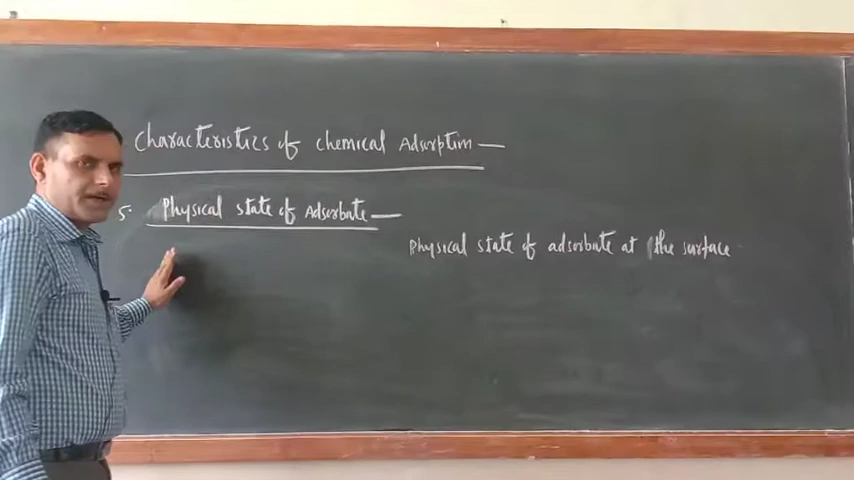 Characteristics of chemical Adsorption —
5. Physical state of Adsorbate —
Physical state of adsorbate at the surface